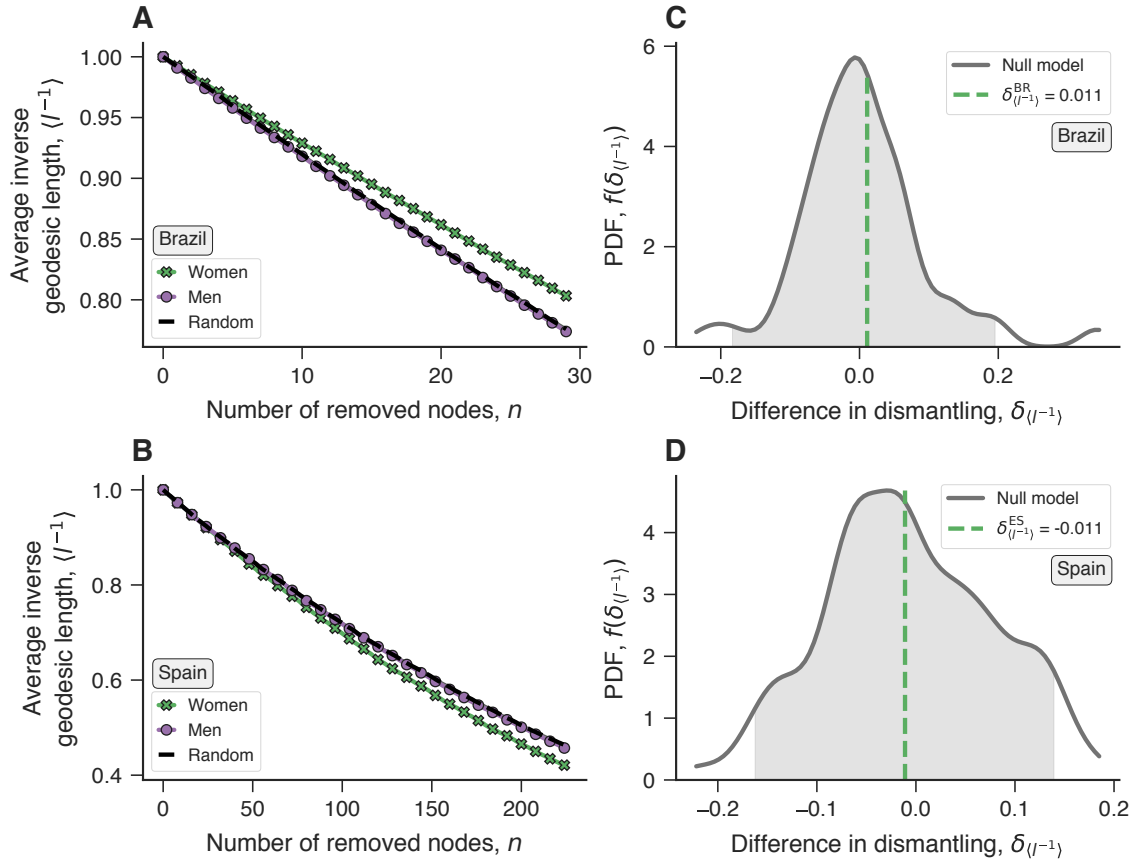 A
Average inverse
geodesic length, ⟨l⁻¹⟩
1.00
0.95
0.90
0.85
0.80
Brazil
Women
Men
Random
0
10
20
30
Number of removed nodes, n
C
PDF, f(δ⟨l⁻¹⟩)
6
4
2
0
Null model
δ^BR_⟨l⁻¹⟩ = 0.011
Brazil
−0.2
0.0
0.2
Difference in dismantling, δ⟨l⁻¹⟩
B
Average inverse
geodesic length, ⟨l⁻¹⟩
1.0
0.8
0.6
0.4
Spain
Women
Men
Random
0
50
100
150
200
Number of removed nodes, n
D
PDF, f(δ⟨l⁻¹⟩)
4
3
2
1
0
Null model
δ^ES_⟨l⁻¹⟩ = -0.011
Spain
−0.2
−0.1
0.0
0.1
0.2
Difference in dismantling, δ⟨l⁻¹⟩